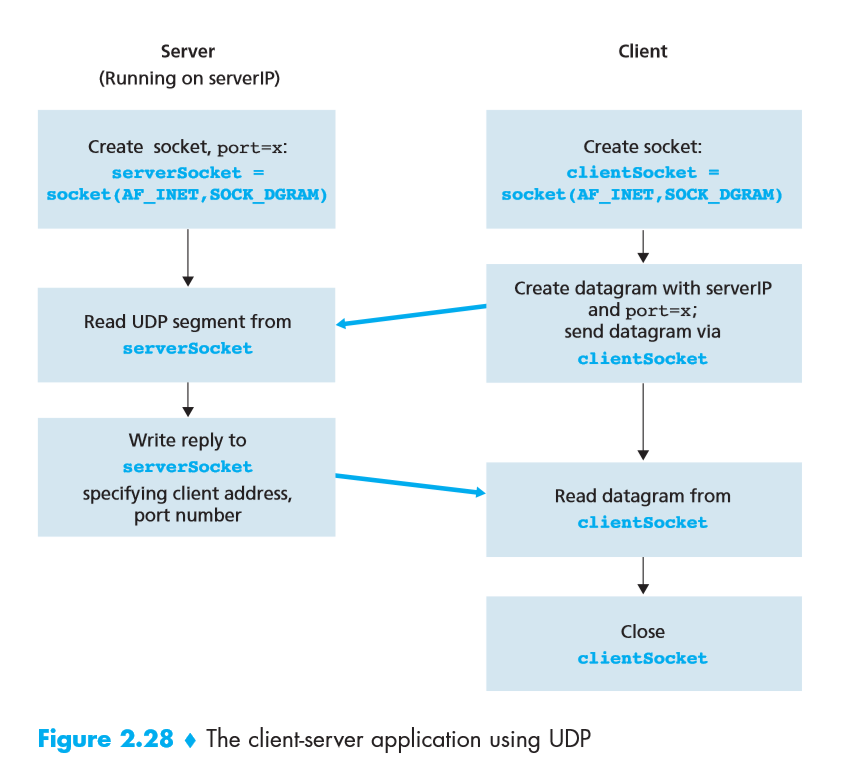 Server
(Running on serverIP)
Create socket, port=x:
serverSocket =
socket(AF_INET,SOCK_DGRAM)
Read UDP segment from
serverSocket
Write reply to
serverSocket
specifying client address,
port number
Client
Create socket:
clientSocket =
socket(AF_INET,SOCK_DGRAM)
Create datagram with serverIP
and port=x;
send datagram via
clientSocket
Read datagram from
clientSocket
Close
clientSocket
Figure 2.28 ♦ The client-server application using UDP